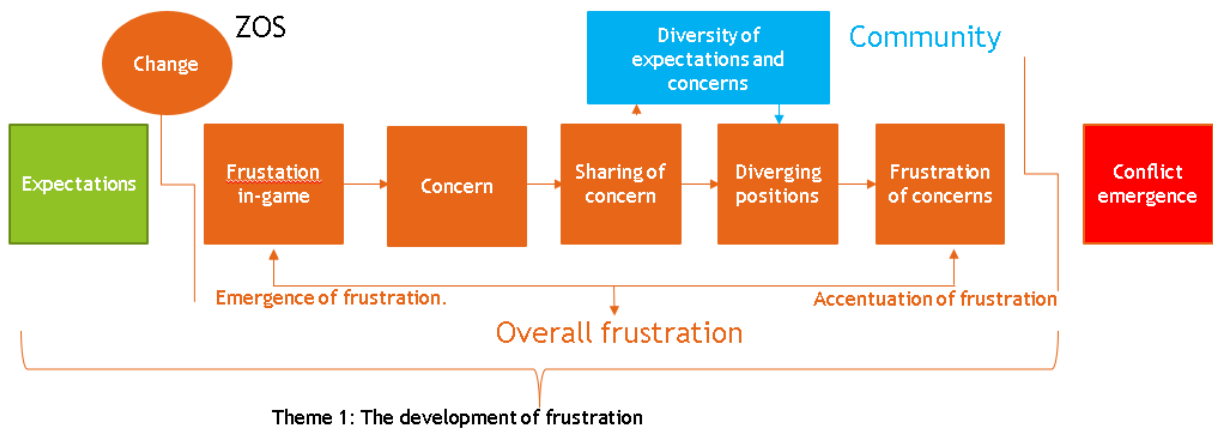 ZOS
Change
Diversity of
expectations and
concerns
Community
Expectations
Frustation
in-game
Concern
Sharing of
concern
Diverging
positions
Frustration
of concerns
Conflict
emergence
Emergence of frustration.
Accentuation of frustration
Overall frustration
Theme 1: The development of frustration